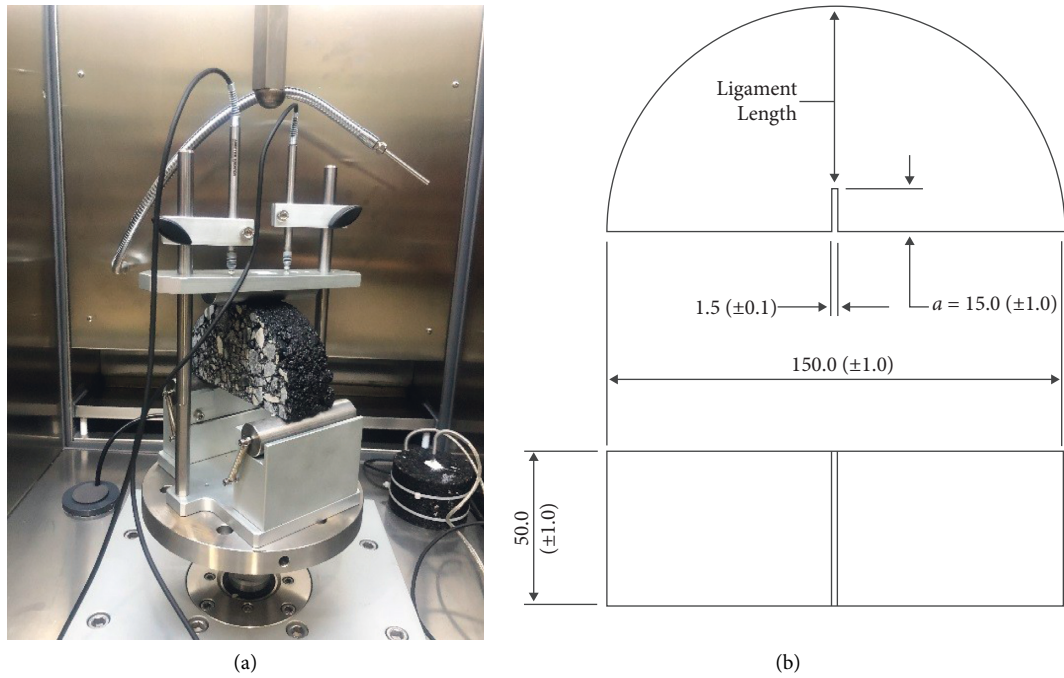 Ligament
Length
1.5 (±0.1)
a = 15.0 (±1.0)
150.0 (±1.0)
50.0
(±1.0)
(a)
(b)